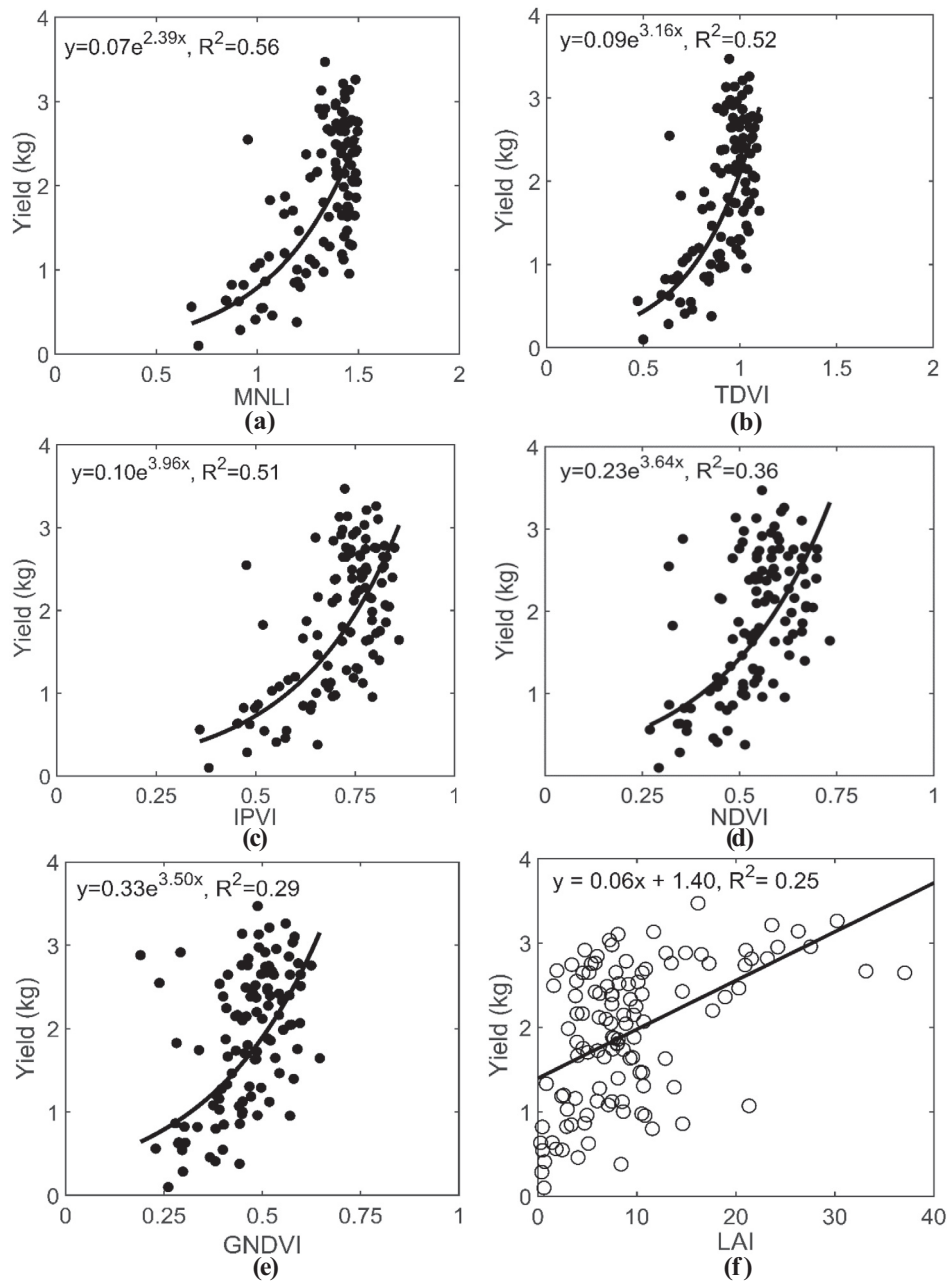 y=0.07e^2.39x, R²=0.56
Yield (kg)
4
3
2
1
0
0 0.5 1 1.5 2
MNLI
(a)
y=0.09e^3.16x, R²=0.52
Yield (kg)
4
3
2
1
0
0 0.5 1 1.5 2
TDVI
(b)
y=0.10e^3.96x, R²=0.51
Yield (kg)
4
3
2
1
0
0 0.25 0.5 0.75 1
IPVI
(c)
y=0.23e^3.64x, R²=0.36
Yield (kg)
4
3
2
1
0
0 0.25 0.5 0.75 1
NDVI
(d)
y=0.33e^3.50x, R²=0.29
Yield (kg)
4
3
2
1
0
0 0.25 0.5 0.75 1
GNDVI
(e)
y = 0.06x + 1.40, R²= 0.25
Yield (kg)
4
3
2
1
0
0 10 20 30 40
LAI
(f)